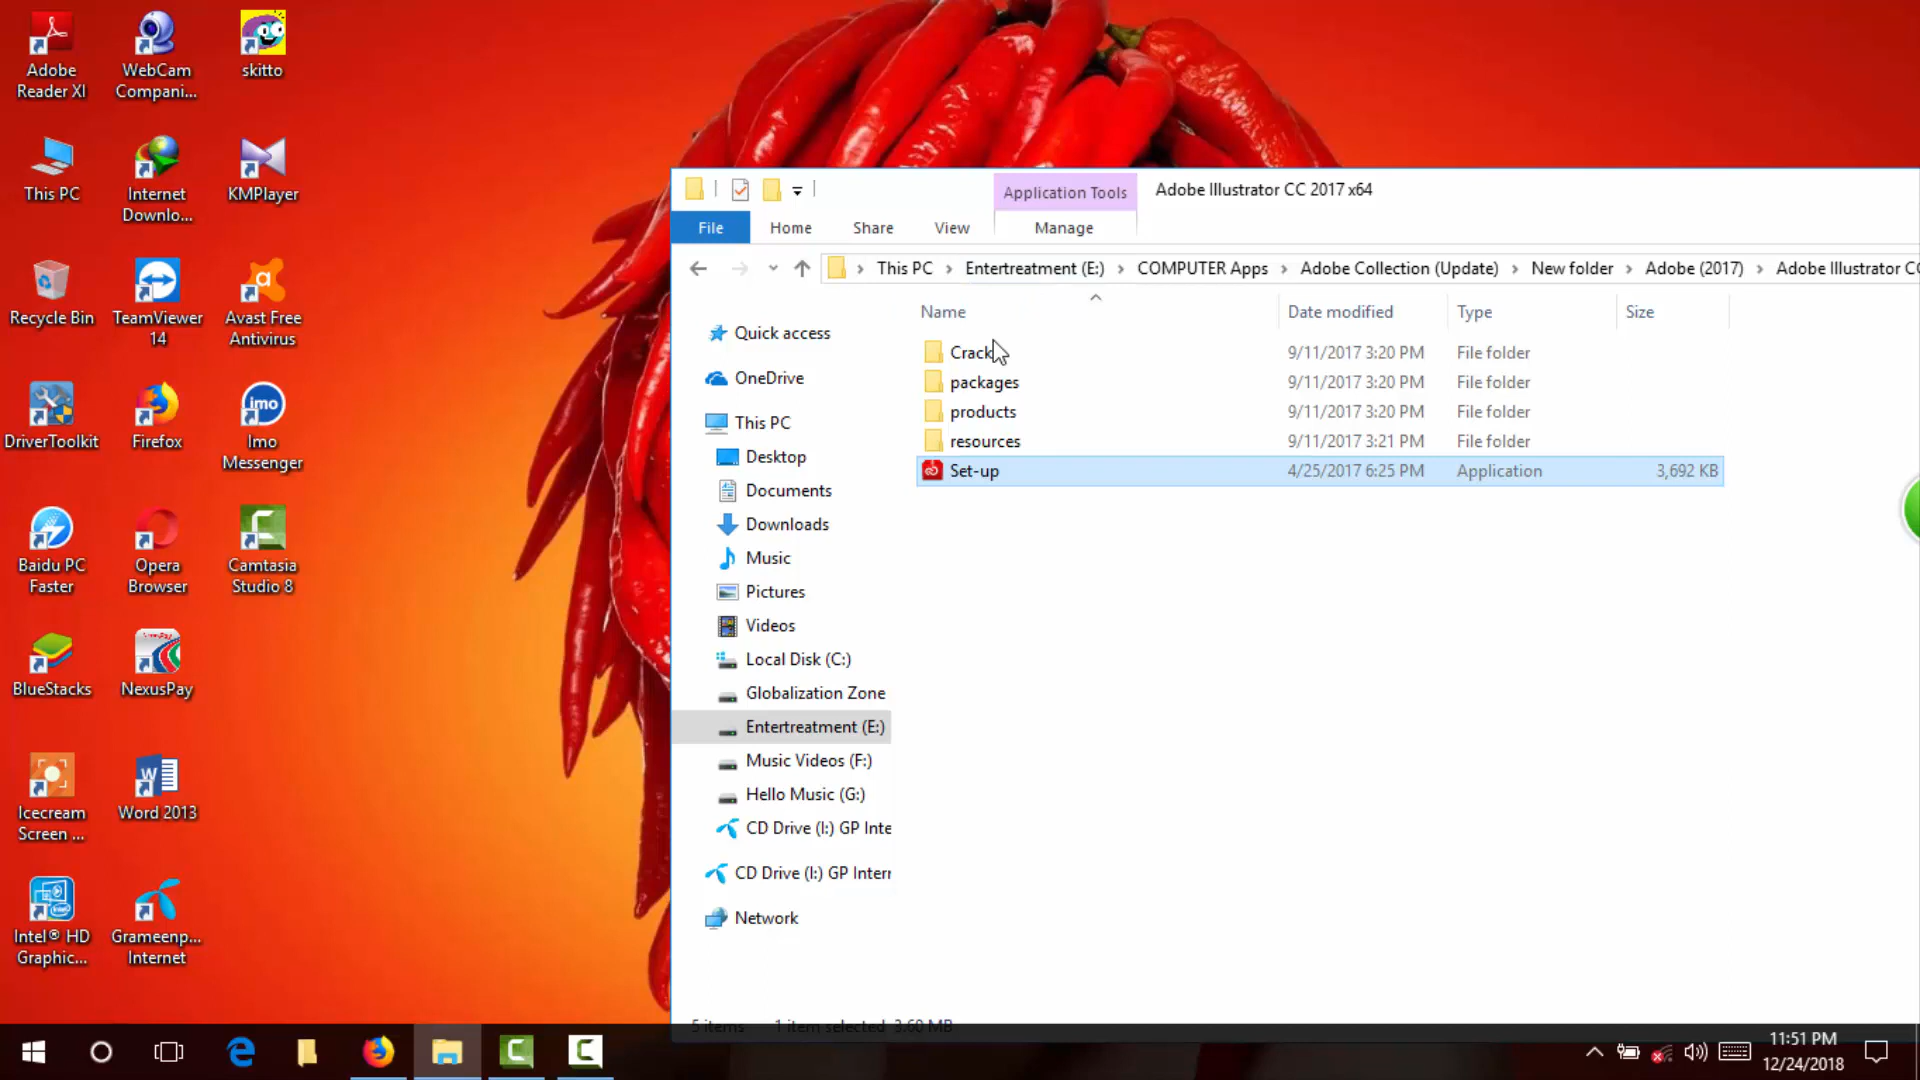 Adobe
Reader XI
WebCam
Compani...
skitto
This PC
Internet
Downlo...
KMPlayer
Recycle Bin
TeamViewer
14
Avast Free
Antivirus
DriverToolkit
Firefox
imo
Imo
Messenger
Baidu PC
Faster
Opera
Browser
Camtasia
Studio 8
BlueStacks
NexusPay
Icecream
Screen ...
Word 2013
Intel® HD
Graphic...
Grameenp...
Internet
Application Tools
Adobe Illustrator CC 2017 x64
File
Home
Share
View
Manage
This PC
Entertreatment (E:)
COMPUTER Apps
Adobe Collection (Update)
New folder
Adobe (2017)
Adobe Illustrator CC
Name
Date modified
Type
Size
Quick access
OneDrive
This PC
Desktop
Documents
Downloads
Music
Pictures
Videos
Local Disk (C:)
Globalization Zone
Entertreatment (E:)
Music Videos (F:)
Hello Music (G:)
CD Drive (I:) GP Inte
CD Drive (I:) GP Intern
Network
Crack 9/11/2017 3:20 PM File folder
packages 9/11/2017 3:20 PM File folder
products 9/11/2017 3:20 PM File folder
resources 9/11/2017 3:21 PM File folder
Set-up 4/25/2017 6:25 PM Application 3,692 KB
5 items 1 item selected 3.60 MB
11:51 PM
12/24/2018